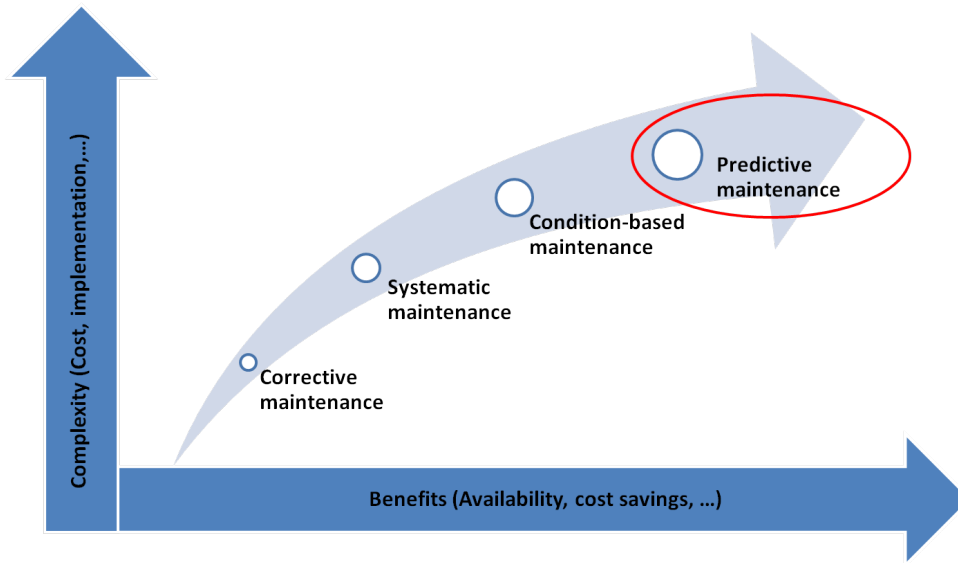 Complexity (Cost, implementation,...)
Predictive
maintenance
Condition-based
maintenance
Systematic
maintenance
Corrective
maintenance
Benefits (Availability, cost savings, ...)